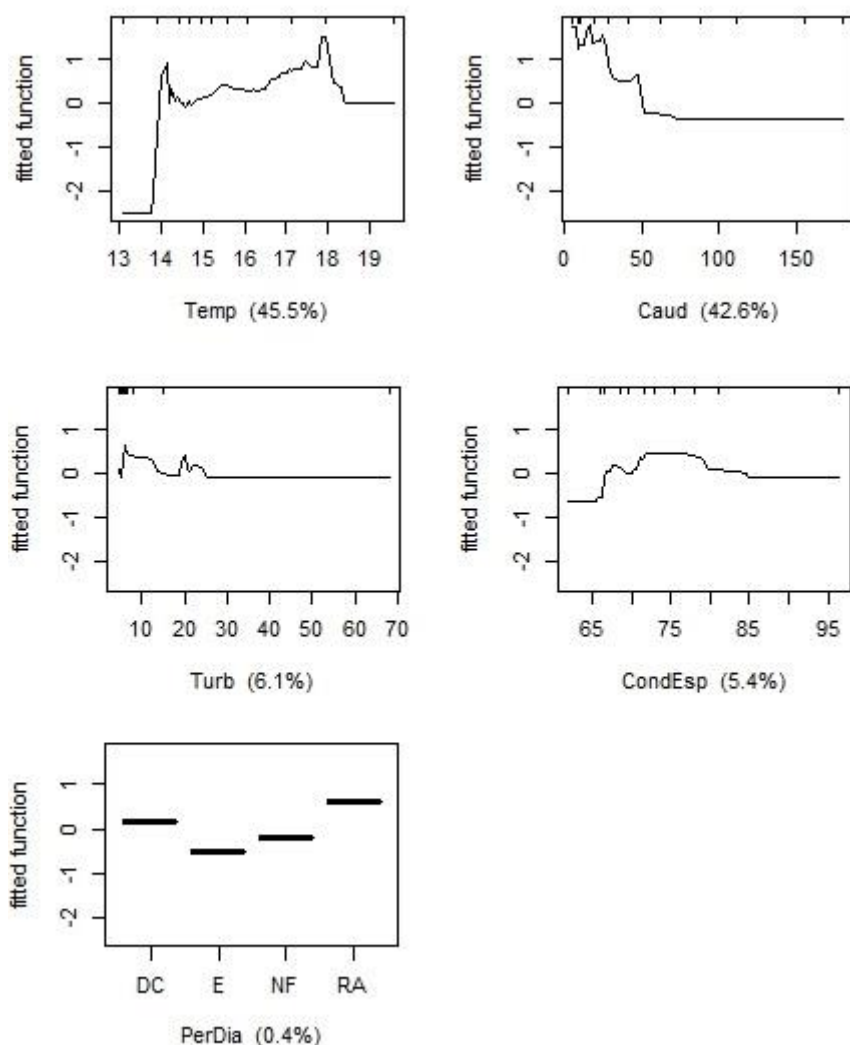 fitted function
-2 -1 0 1
13 14 15 16 17 18 19
Temp (45.5%)
fitted function
-2 -1 0 1
0 50 100 150
Caud (42.6%)
fitted function
-2 -1 0 1
10 20 30 40 50 60 70
Turb (6.1%)
fitted function
-2 -1 0 1
65 75 85 95
CondEsp (5.4%)
fitted function
-2 -1 0 1
DC E NF RA
PerDia (0.4%)